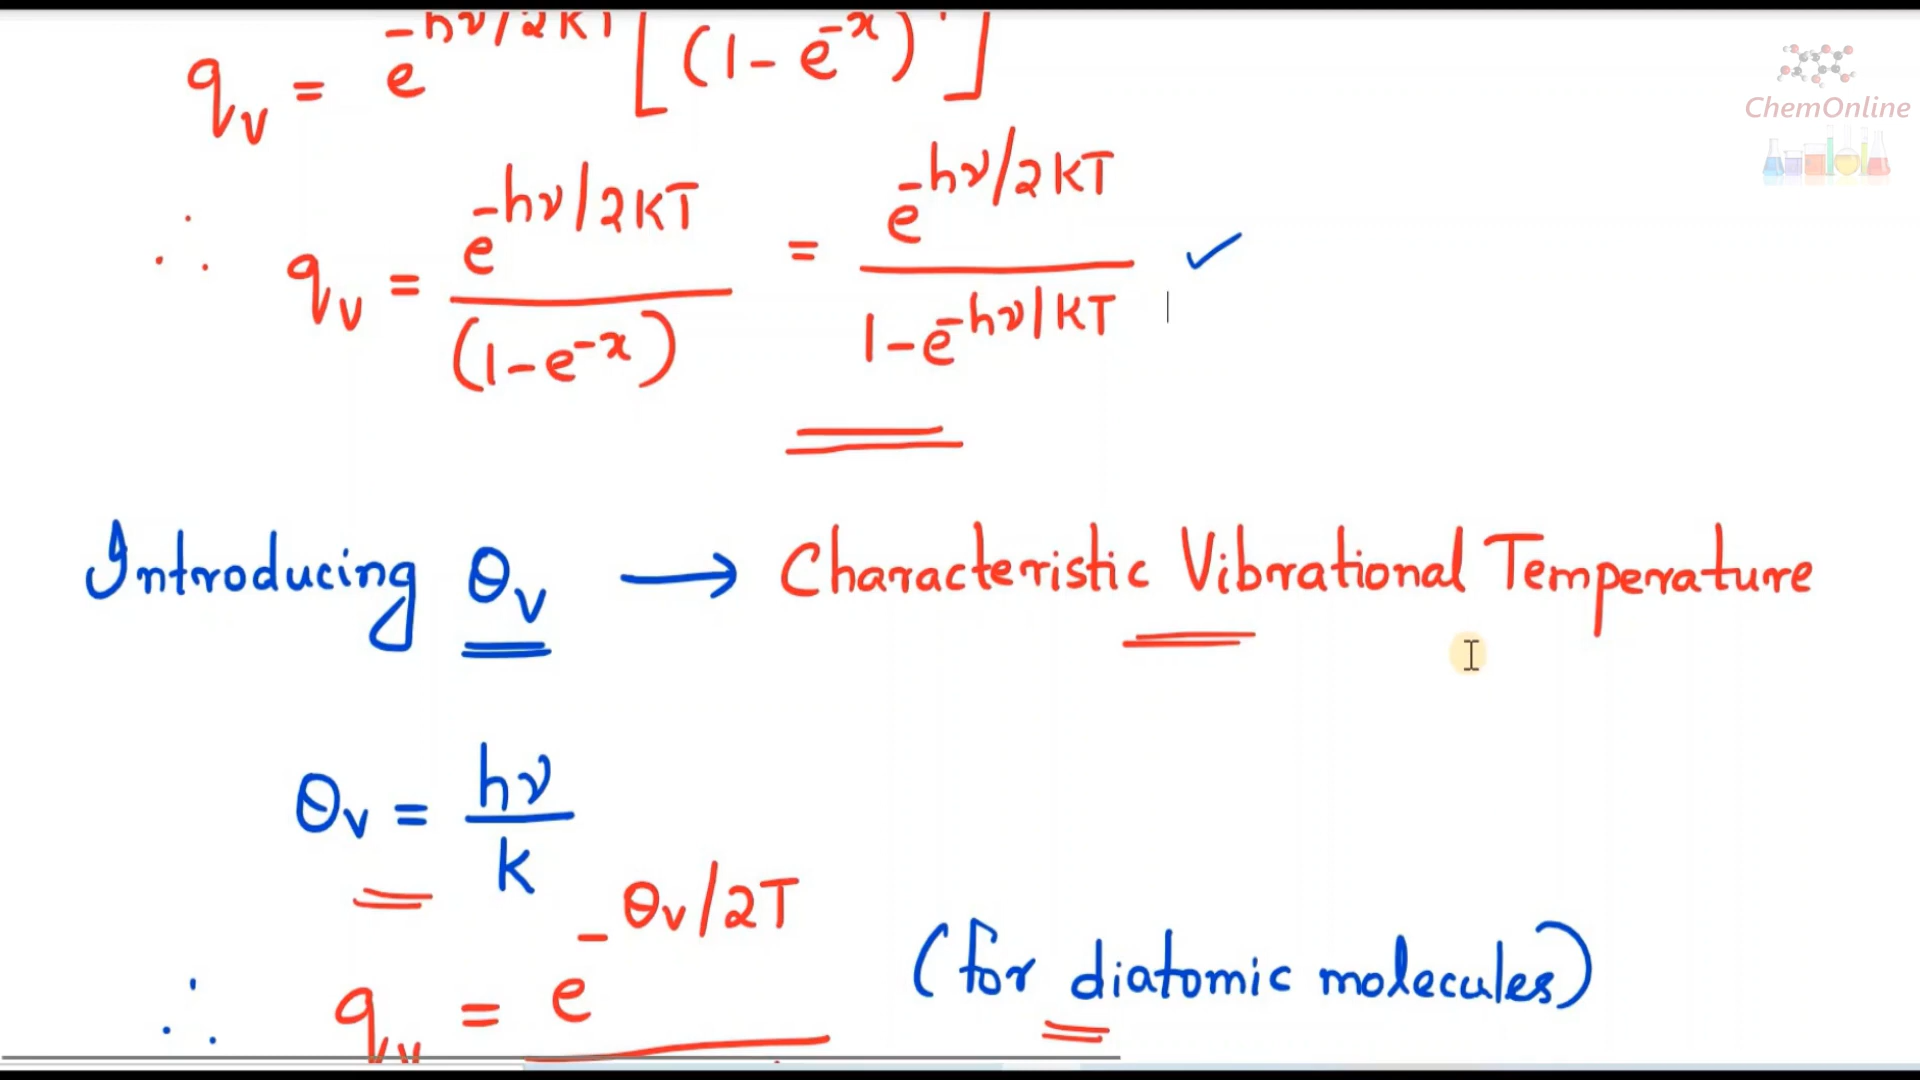 q_v = e^{-hν/2kT} [(1 - e^{-x})^{-1}]
ChemOnline
∴ q_v = e^{-hν/2kT} / (1 - e^{-x}) = e^{-hν/2kT} / 1 - e^{-hν/kT} ✓
Introducing θ_v → Characteristic Vibrational Temperature
θ_v = hν / k
∴ q_v = e^{-θ_v/2T} (for diatomic molecules)